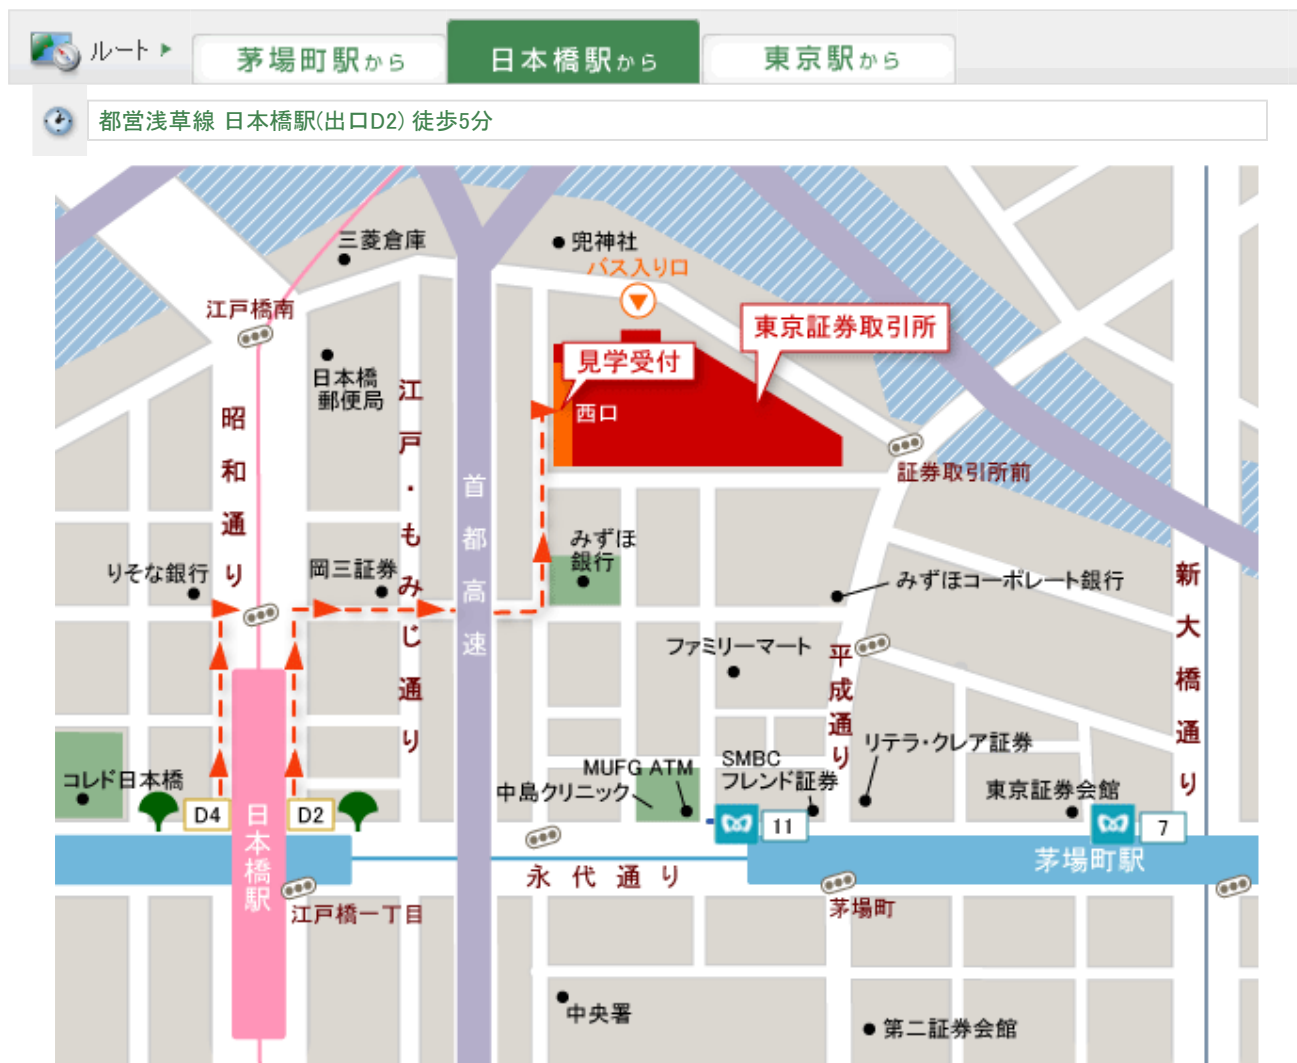 ルート
茅場町駅から
日本橋駅から
東京駅から
都営浅草線 日本橋駅(出口D2) 徒歩5分
三菱倉庫
兜神社
バス入り口
江戸橋南
東京証券取引所
見学受付
西口
日本橋
郵便局
江戸・もみじ通り
昭和通り
首都高速
証券取引所前
みずほ
銀行
りそな銀行
岡三証券
みずほコーポレート銀行
新大橋通り
ファミリーマート
平成通り
リテラ・クレア証券
コレド日本橋
MUFG ATM
中島クリニック
SMBC
フレンド証券
東京証券会館
D4
D2
日本橋駅
11
7
茅場町駅
永代通り
江戸橋一丁目
茅場町
中央署
第二証券会館